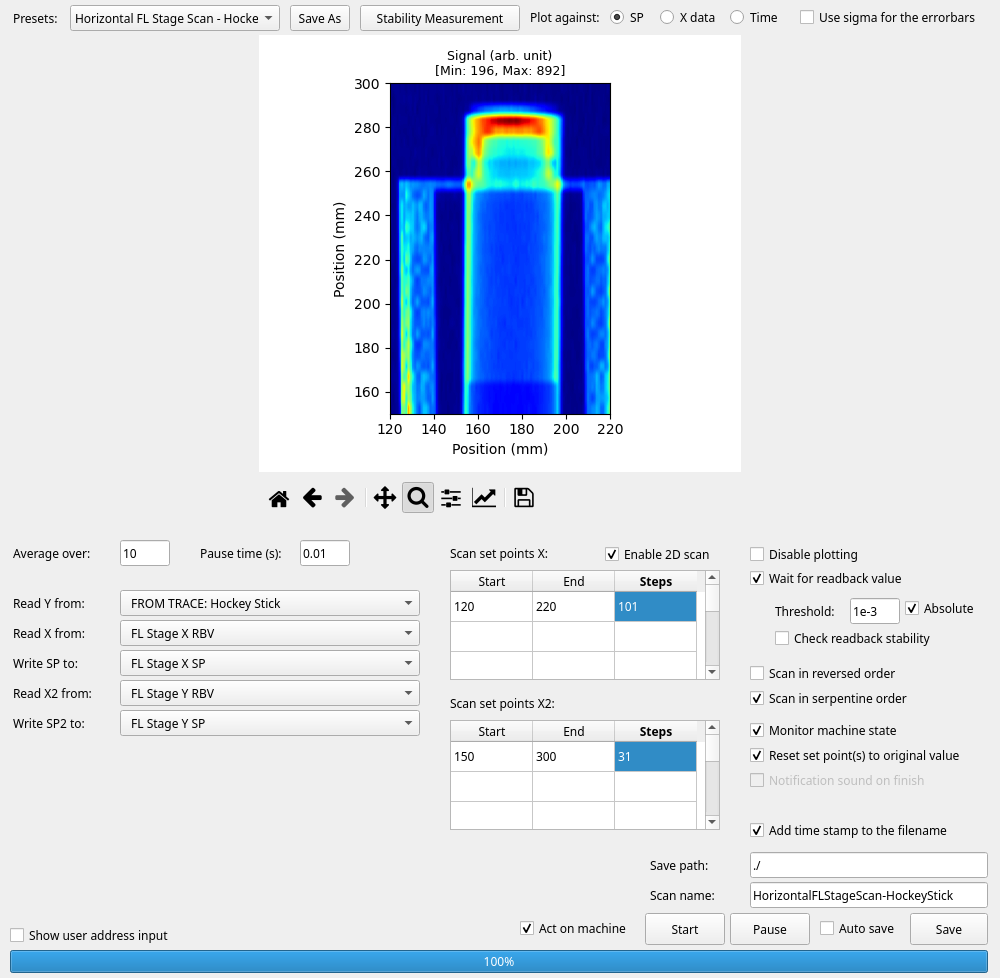 Presets: Horizontal FL Stage Scan - Hocke Save As Stability Measurement Plot against: SP X data Time Use sigma for the errorbars
Signal (arb. unit)
[Min: 196, Max: 892]
300
280
260
240
220
200
180
160
Position (mm)
120 140 160 180 200 220
Position (mm)
Average over: 10 Pause time (s): 0.01
Read Y from: FROM TRACE: Hockey Stick
Read X from: FL Stage X RBV
Write SP to: FL Stage X SP
Read X2 from: FL Stage Y RBV
Write SP2 to: FL Stage Y SP
Scan set points X: Enable 2D scan
Start End Steps
120 220 101
Scan set points X2:
Start End Steps
150 300 31
Disable plotting
Wait for readback value
Threshold: 1e-3 Absolute
Check readback stability
Scan in reversed order
Scan in serpentine order
Monitor machine state
Reset set point(s) to original value
Notification sound on finish
Add time stamp to the filename
Save path: ./
Scan name: HorizontalFLStageScan-HockeyStick
Show user address input Act on machine Start Pause Auto save Save
100%